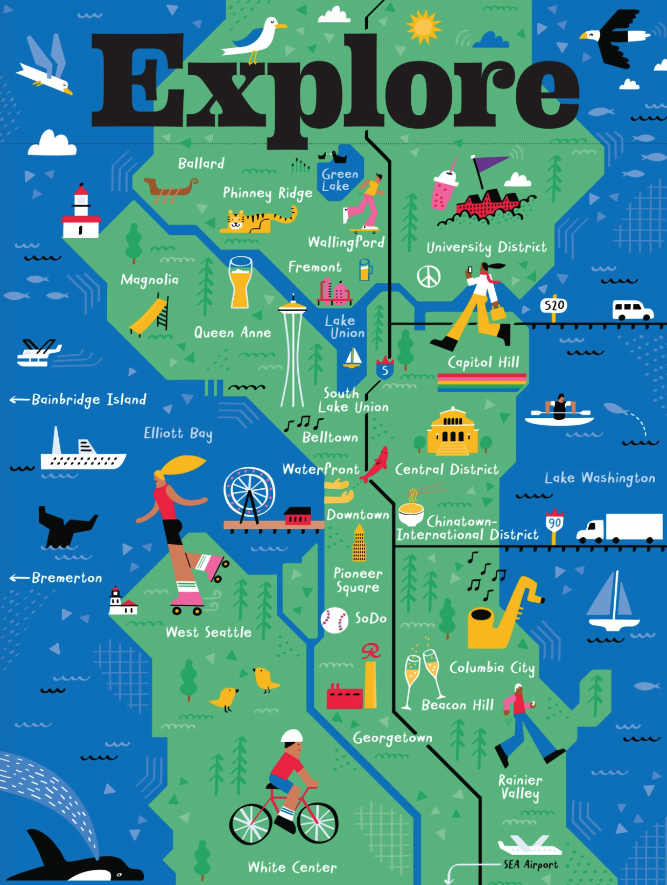 Explore
Ballard
Green
Lake
Phinney Ridge
Wallingford
University District
Fremont
Magnolia
Queen Anne
Lake
Union
520
5
Capitol Hill
South
Lake Union
←Bainbridge Island
Elliott Bay
Belltown
Waterfront
Central District
Lake Washington
Downtown
Chinatown-
International District
90
Pioneer
Square
←Bremerton
SoDo
West Seattle
R
Columbia City
Beacon Hill
Georgetown
Rainier
Valley
White Center
SEA Airport